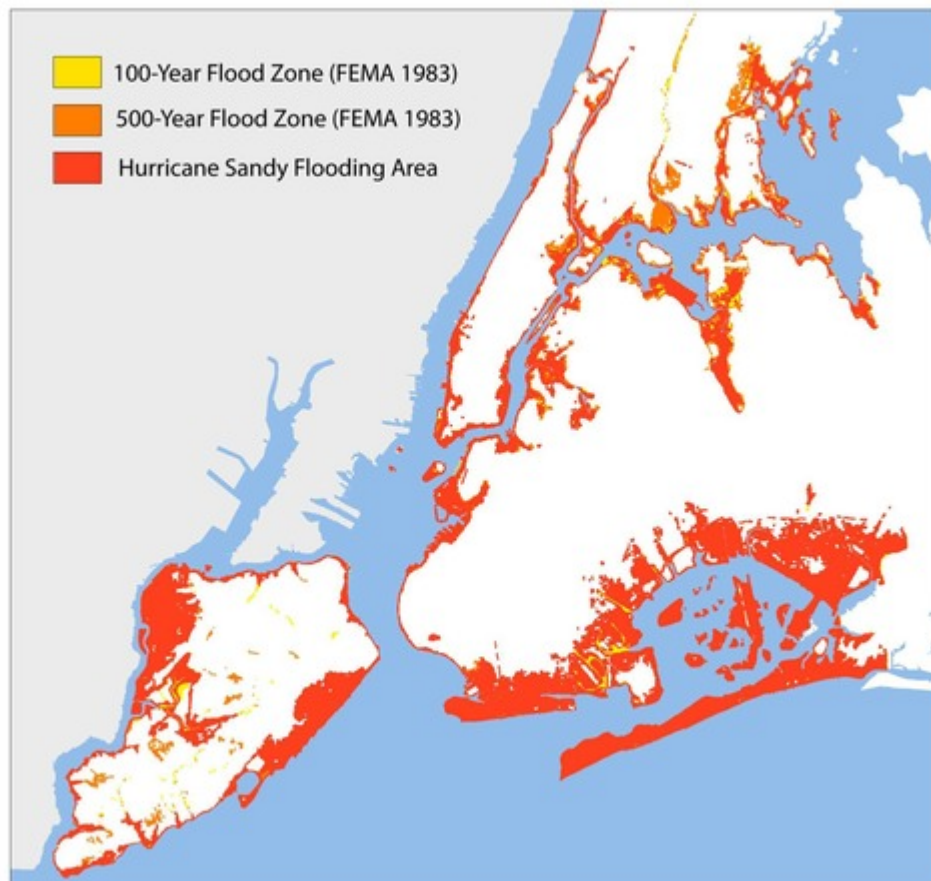 100-Year Flood Zone (FEMA 1983)
500-Year Flood Zone (FEMA 1983)
Hurricane Sandy Flooding Area